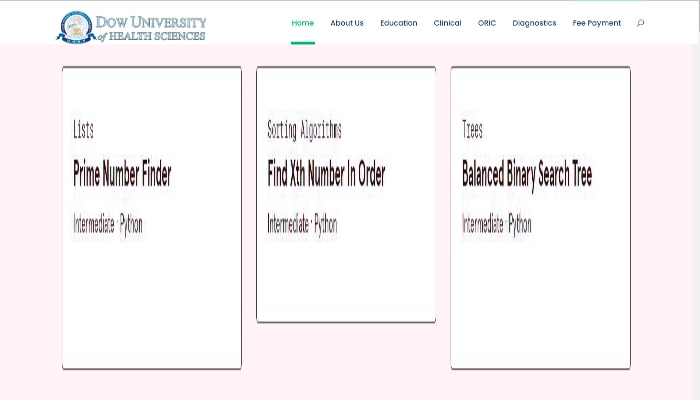 DOW UNIVERSITY
of HEALTH SCIENCES
Home About Us Education Clinical ORIC Diagnostics Fee Payment
Lists
Prime Number Finder
Intermediate · Python
Sorting Algorithms
Find Xth Number In Order
Intermediate · Python
Trees
Balanced Binary Search Tree
Intermediate · Python